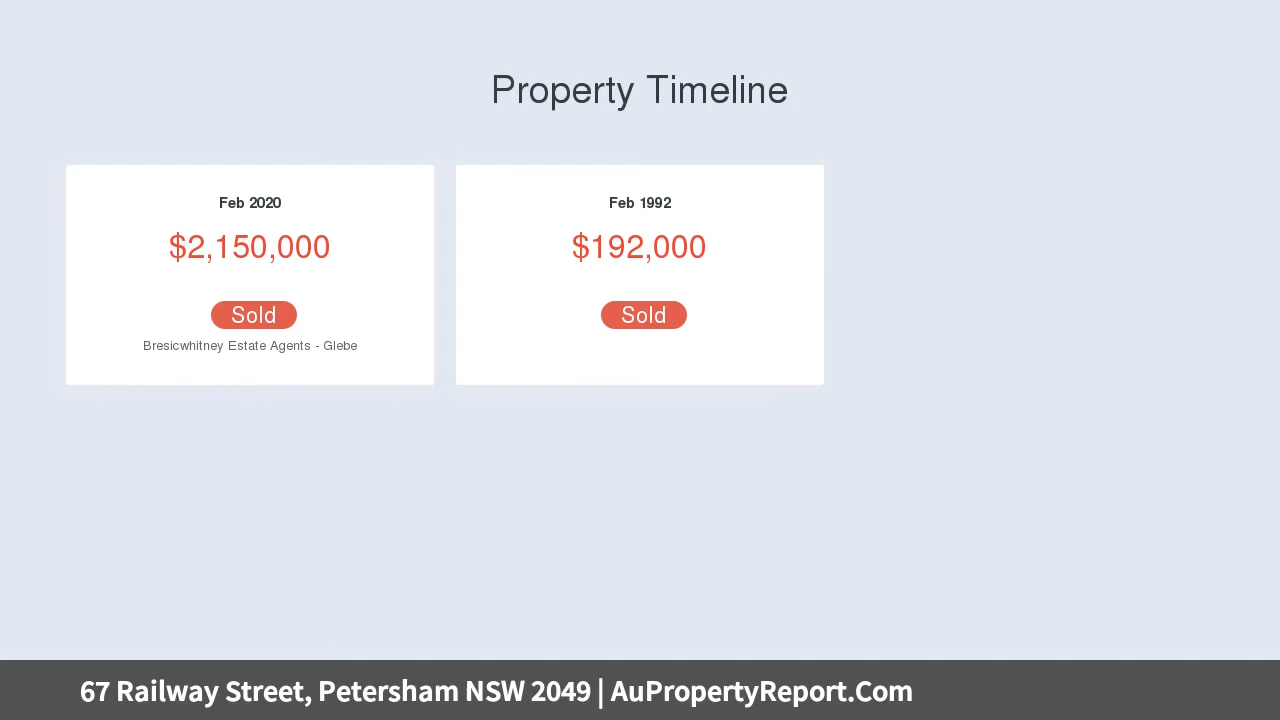 Property Timeline
Feb 2020
$2,150,000
Sold
Bresicwhitney Estate Agents - Glebe
Feb 1992
$192,000
Sold
67 Railway Street, Petersham NSW 2049 | AuPropertyReport.Com